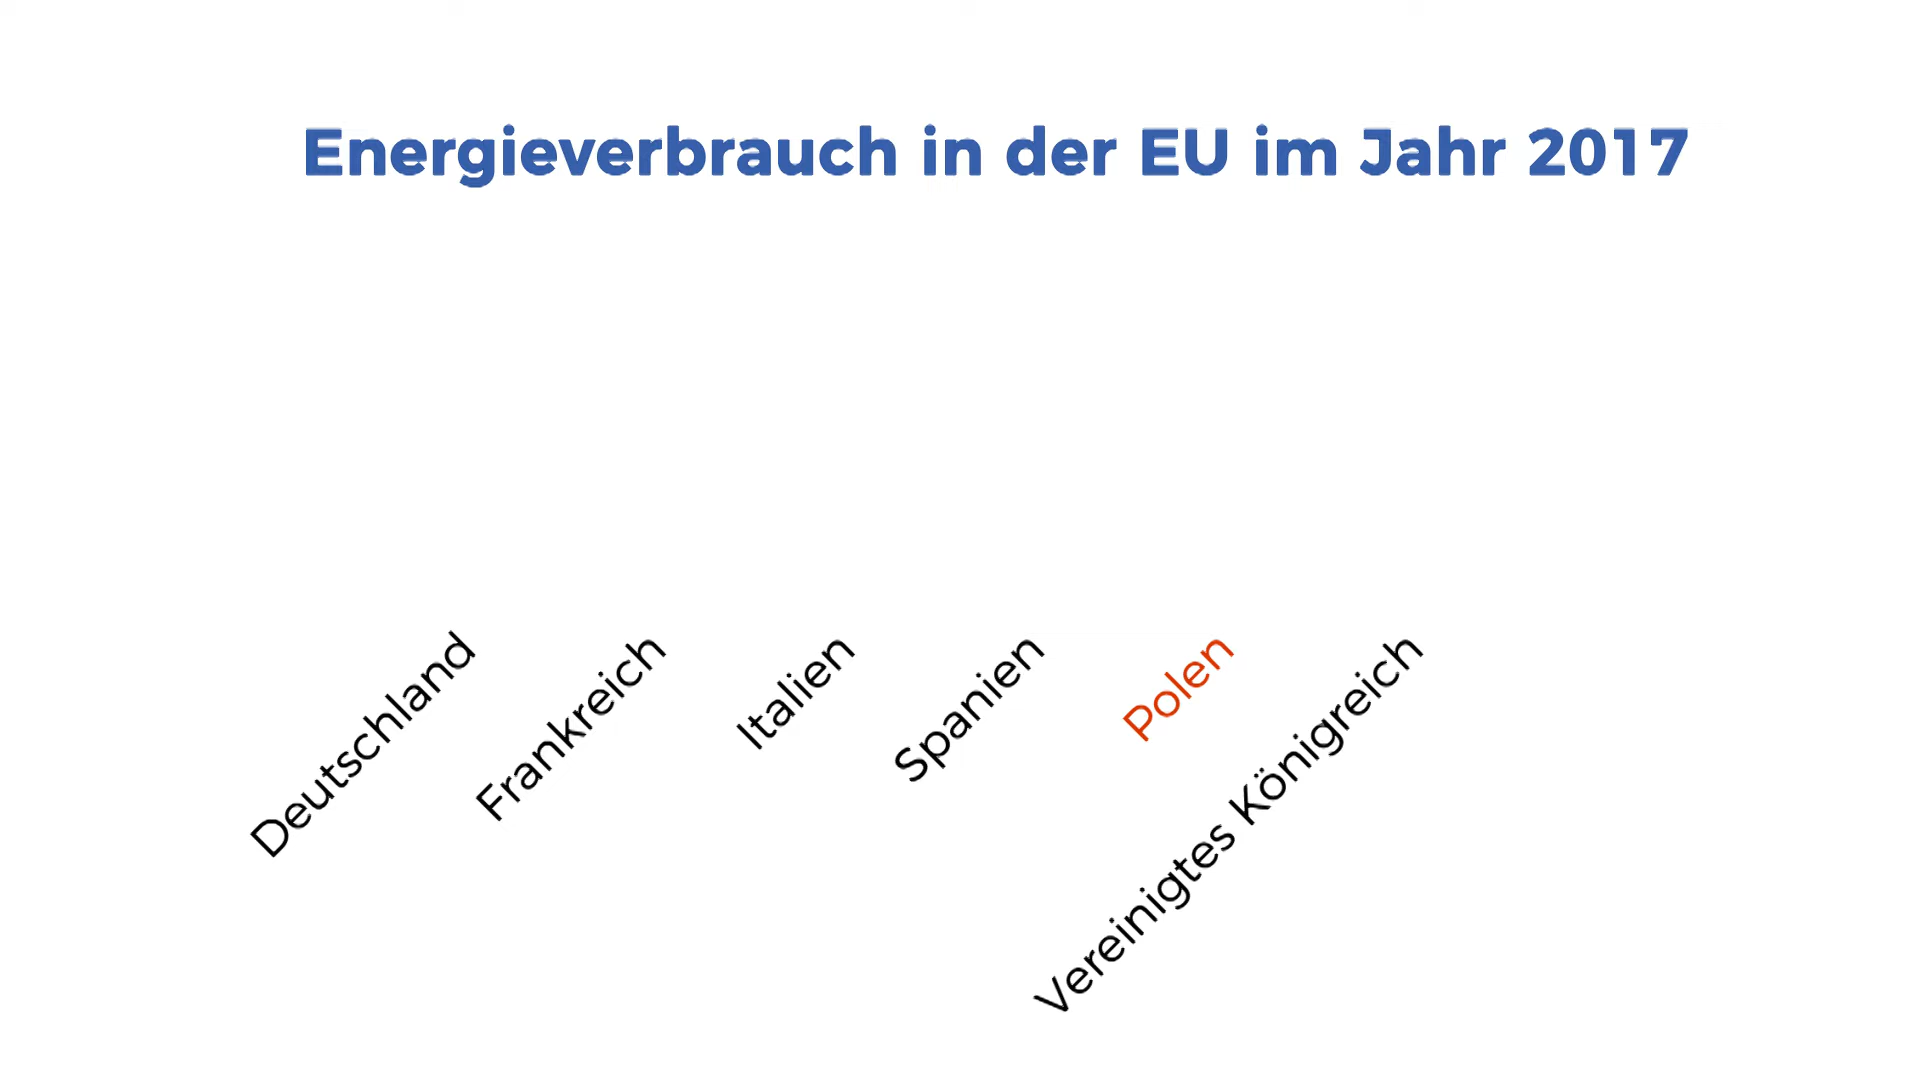 Energieverbrauch in der EU im Jahr 2017
Deutschland
Frankreich
Italien
Spanien
Polen
Vereinigtes Königreich